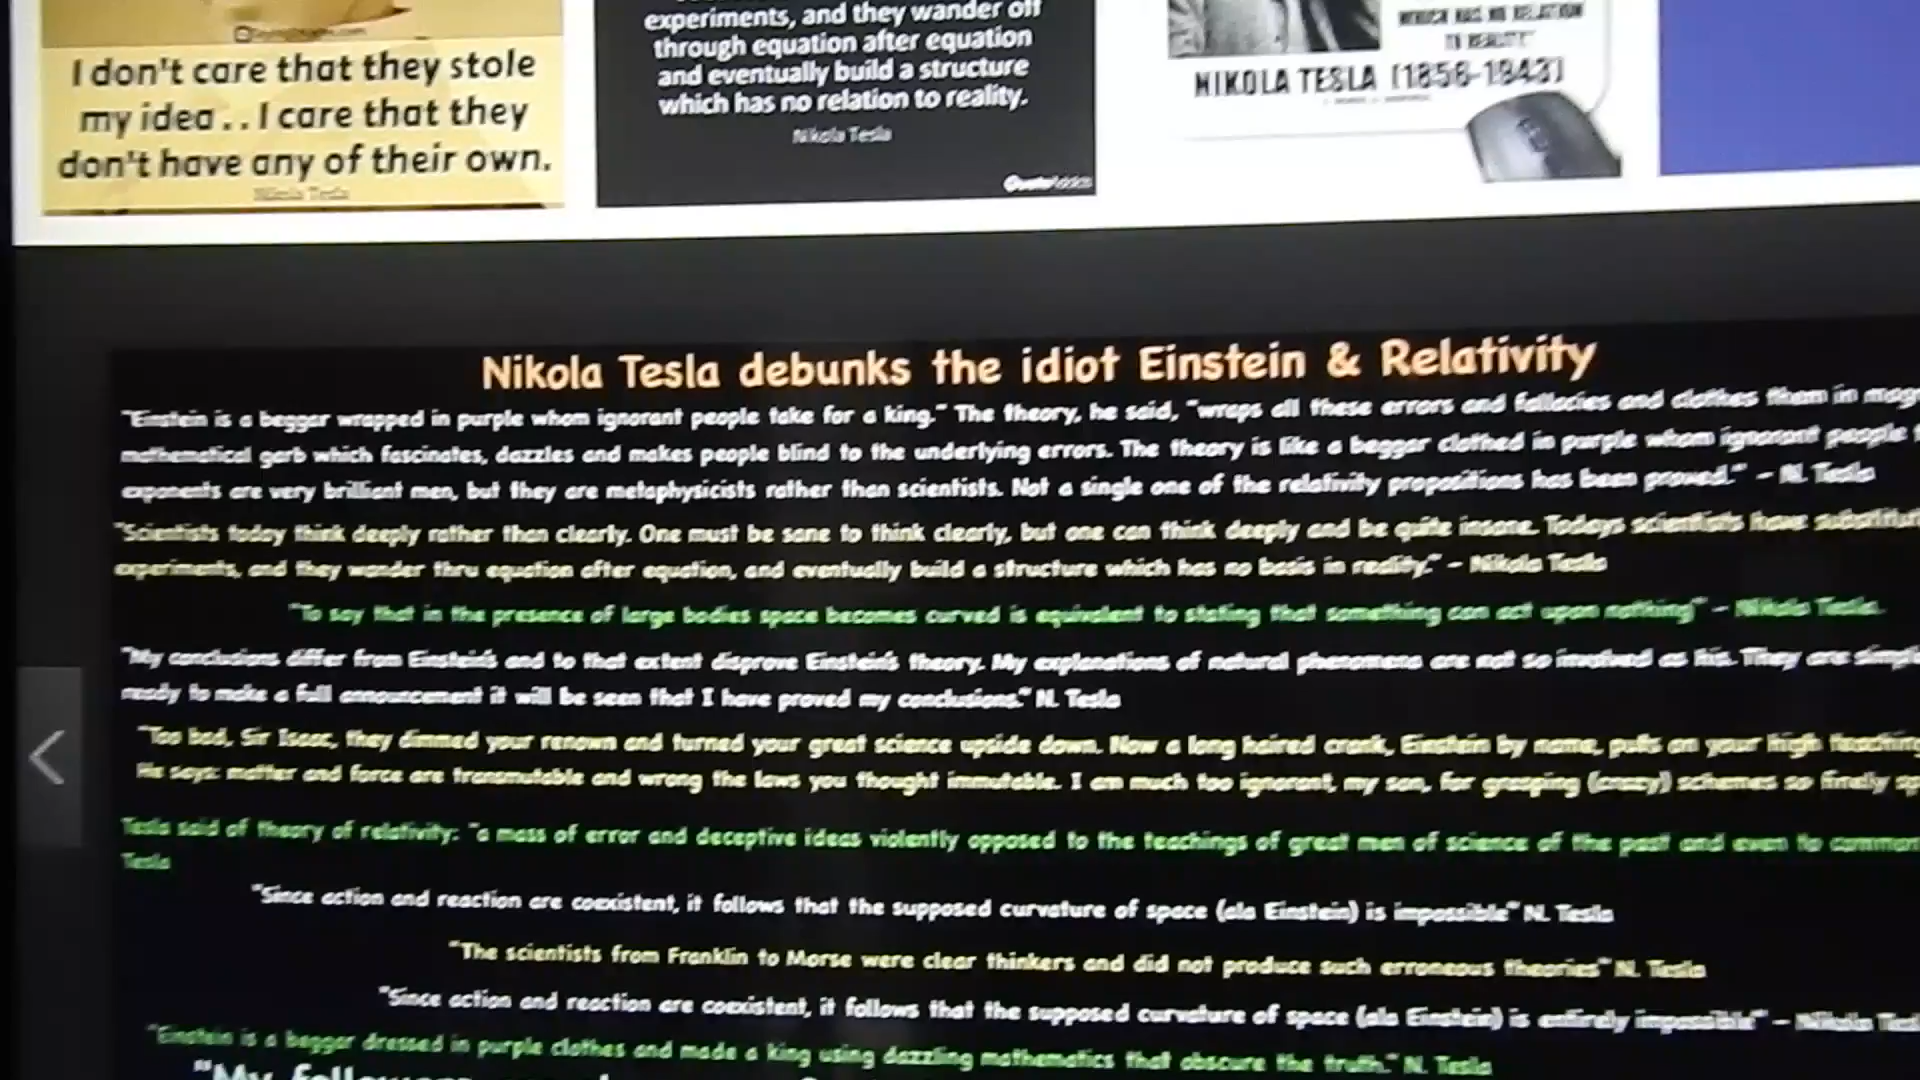 I don't care that they stole
my idea . . I care that they
don't have any of their own.
Nikola Tesla
experiments, and they wander off
through equation after equation
and eventually build a structure
which has no relation to reality.
Nikola Tesla
WHICH HAS NO RELATION
TO REALITY"
NIKOLA TESLA (1856-1943)
Nikola Tesla debunks the idiot Einstein & Relativity
"Einstein is a beggar wrapped in purple whom ignorant people take for a king." The theory, he said, "wraps all these errors and fallacies and clothes them in
mathematical garb which fascinates, dazzles and makes people blind to the underlying errors. The theory is like a beggar clothed in purple whom ignorant people
exponents are very brilliant men, but they are metaphysicists rather than scientists. Not a single one of the relativity propositions has been proved." – N. Tesla
"Scientists today think deeply rather than clearly. One must be sane to think clearly, but one can think deeply and be quite insane. Todays scientists have
experiments, and they wander thru equation after equation, and eventually build a structure which has no basis in reality." – Nikola Tesla
"To say that in the presence of large bodies space becomes curved is equivalent to stating that something can act upon nothing" – Nikola Tesla.
"My conclusions differ from Einstein's and to that extent disprove Einstein's theory. My explanations of natural phenomena are not so involved as his. They are
ready to make a full announcement it will be seen that I have proved my conclusions." N. Tesla
"Too bad, Sir Isaac, they dimmed your renown and turned your great science upside down. Now a long haired crank, Einstein by name, puts on your high
He says: matter and force are transmutable and wrong the laws you thought immutable. I am much too ignorant, my son, for grasping (crazy) schemes so finely
Tesla said of theory of relativity: "a mass of error and deceptive ideas violently opposed to the teachings of great men of science of the past and even to common
Tesla
"Since action and reaction are coexistent, it follows that the supposed curvature of space (ala Einstein) is impossible" N. Tesla
"The scientists from Franklin to Morse were clear thinkers and did not produce such erroneous theories" N. Tesla
"Since action and reaction are coexistent, it follows that the supposed curvature of space (ala Einstein) is entirely impossible" – Nikola
"Einstein is a beggar dressed in purple clothes and made a king using dazzling mathematics that obscure the truth." N. Tesla
"My